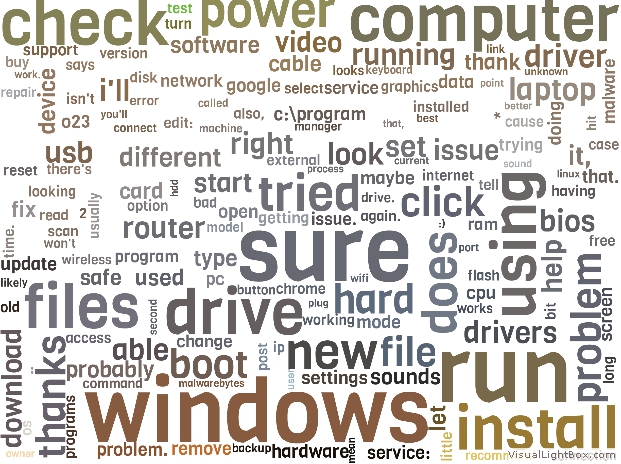 check test power computer
turn
support version software video running link driver
buy says cable thank unknown
work. disk network google looks keyboard
repair device isn't i'll error select service graphics data point laptop malware
called installed better
o23 you'll also, c:\program best * cause doing hit
connect edit: machine manager that,
usb different right look set issue trying it, case
there's external current sound
reset process linux that.
looking card hdd start tried maybe internet tell having
option bad drive. click using
fix read 2 usually open getting issue. again. :) ram bios
scan router model
time. won't sure does port help free
update wireless program type
likely safe used pc wifi flash
button chrome cpu
old files second drive plug hard works bit problem screen
working mode drivers
download thanks access able change post ip new file long
probably boot run
command malwarebytes user settings sounds
so programs windows let install
owner problem. remove backup hardware mean service: little recomm
VisualLightBox.com